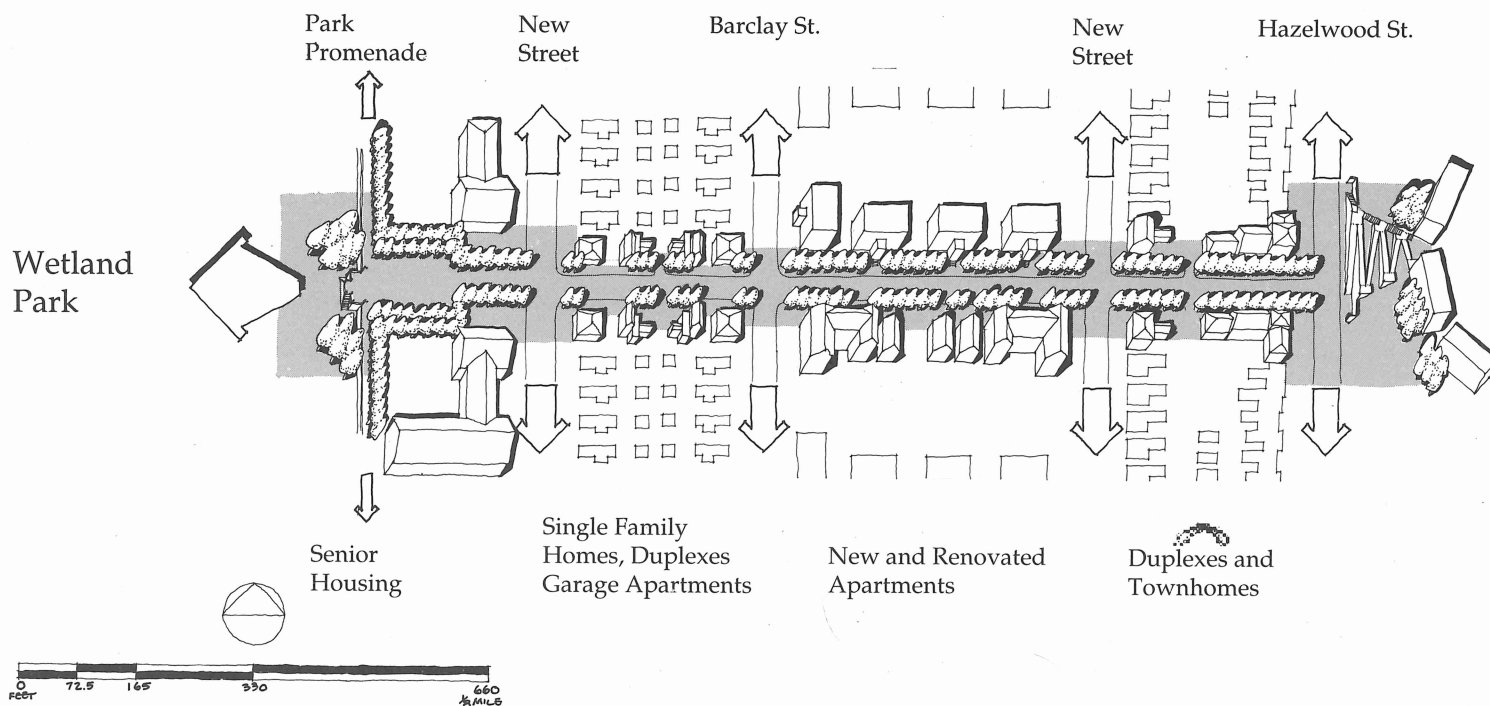 Park
Promenade
New
Street
Barclay St.
New
Street
Hazelwood St.
Wetland
Park
Senior
Housing
Single Family
Homes, Duplexes
Garage Apartments
New and Renovated
Apartments
Duplexes and
Townhomes
0 72.5 165 330 660
FEET
1/8 MILE